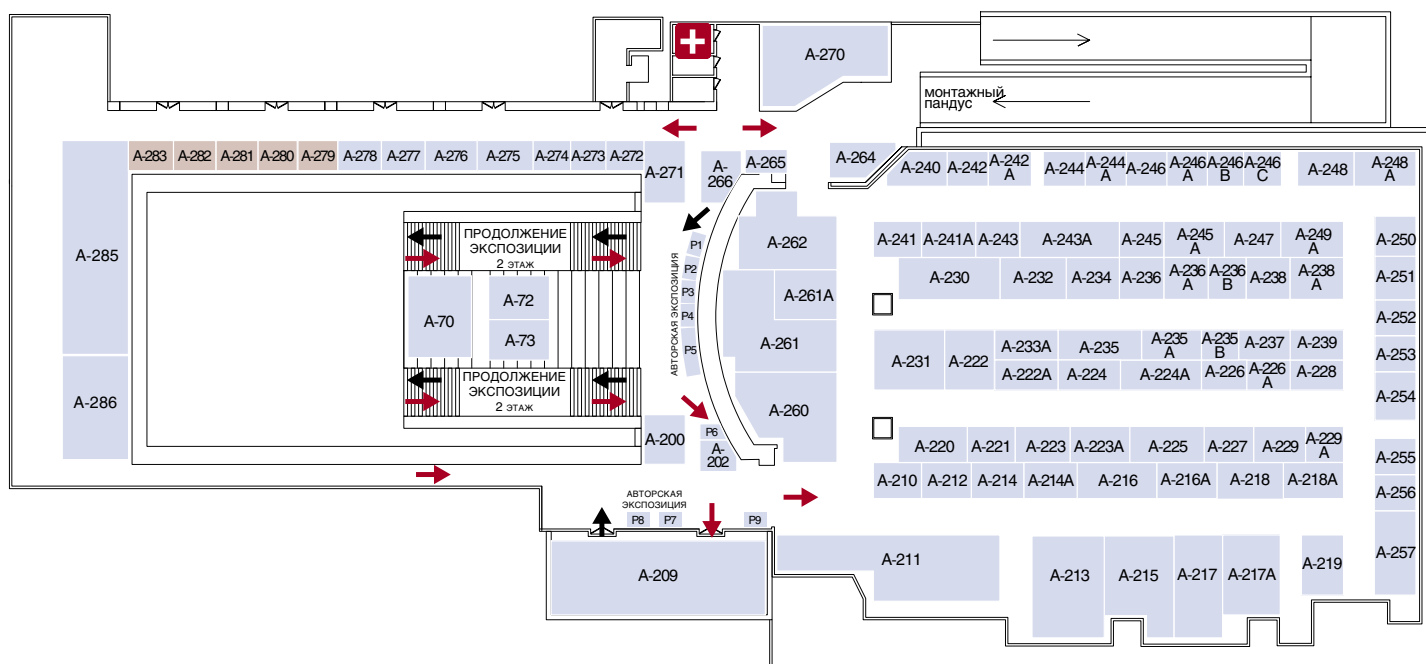 А-270
МОНТАЖНЫЙ
ПАНДУС
А-283
А-282
А-281
А-280
А-279
А-278
А-277
А-276
А-275
А-274
А-273
А-272
А-271
А-
266
А-265
А-264
А-240
А-242
А-242
А
А-244
А-244
А
А-246
А-246
А
А-246
В
А-246
С
А-248
А-248
А
А-285
ПРОДОЛЖЕНИЕ
ЭКСПОЗИЦИИ
2 ЭТАЖ
Р1
Р2
Р3
Р4
Р5
АВТОРСКАЯ ЭКСПОЗИЦИЯ
А-262
А-261А
А-261
А-260
А-241
А-241А
А-243
А-243А
А-245
А-245
А
А-247
А-249
А
А-250
А-230
А-232
А-234
А-236
А-236
А
А-236
В
А-238
А-238
А
А-251
А-252
А-70
А-72
А-73
А-231
А-222
А-233А
А-235
А-235
А
А-235
В
А-237
А-239
А-253
А-222А
А-224
А-224А
А-226
А-226
А
А-228
А-254
А-286
ПРОДОЛЖЕНИЕ
ЭКСПОЗИЦИИ
2 ЭТАЖ
А-200
Р6
А-
202
А-220
А-221
А-223
А-223А
А-225
А-227
А-229
А-229
А
А-255
А-210
А-212
А-214
А-214А
А-216
А-216А
А-218
А-218А
А-256
АВТОРСКАЯ
ЭКСПОЗИЦИЯ
Р8
Р7
Р9
А-209
А-211
А-213
А-215
А-217
А-217А
А-219
А-257